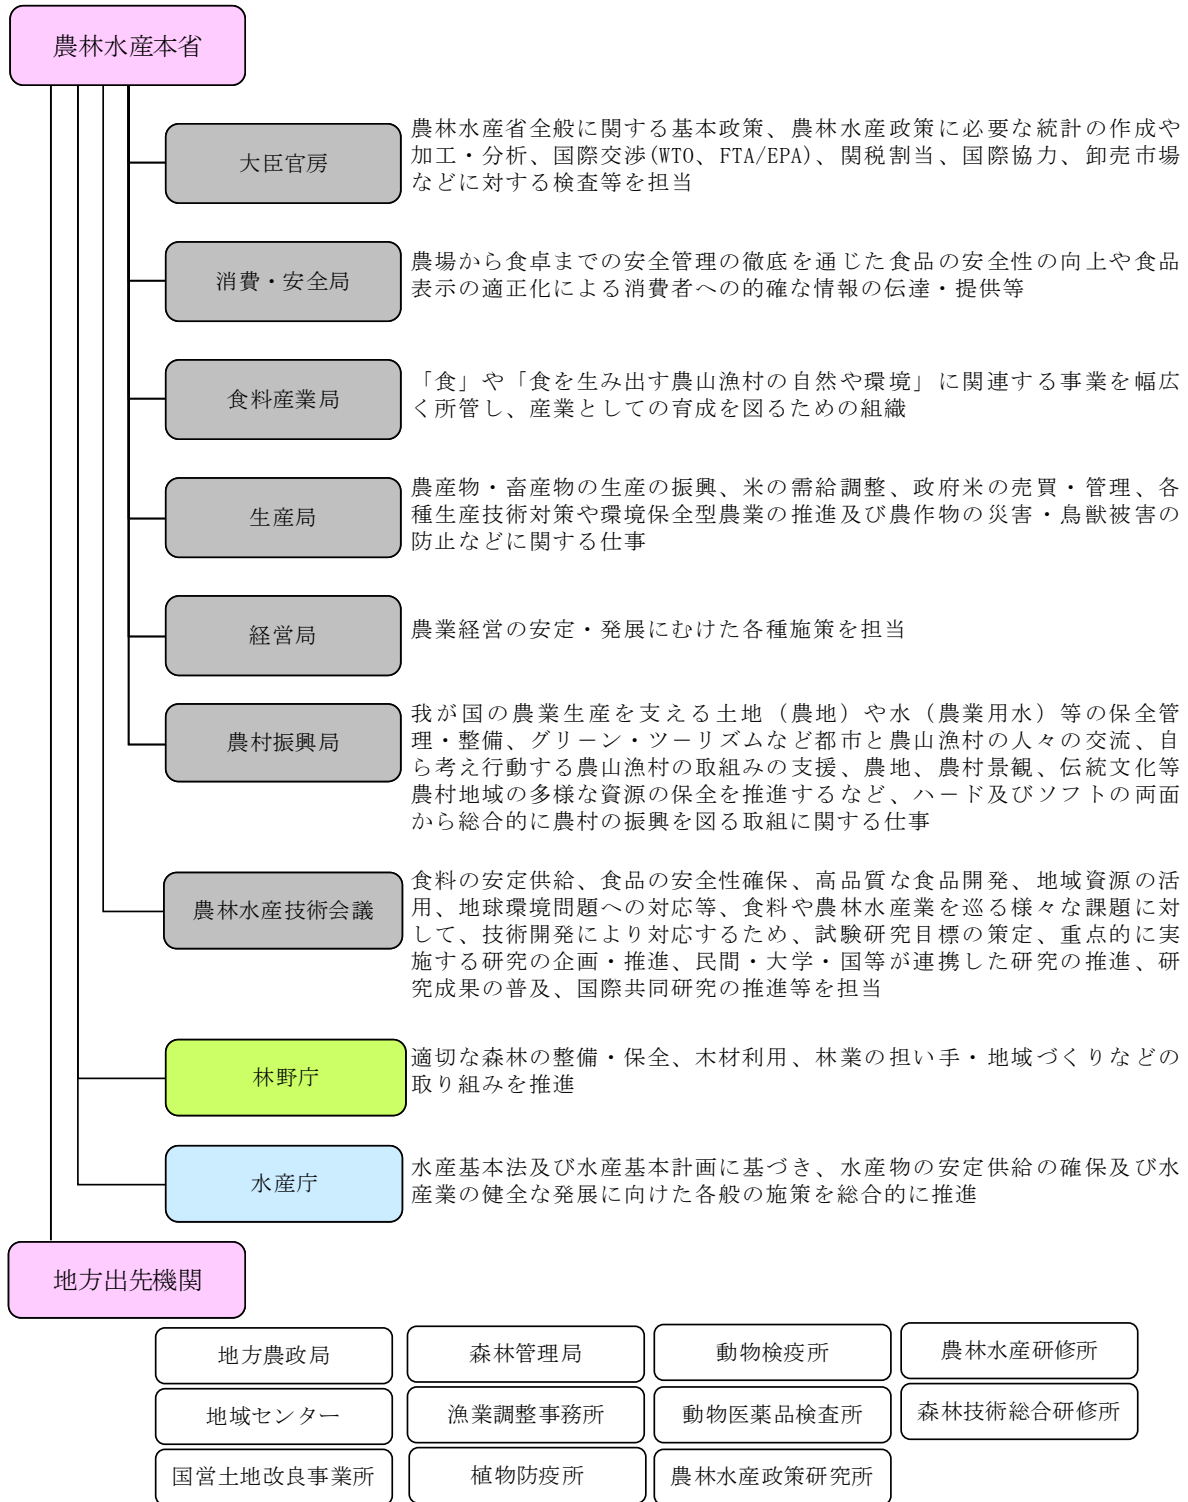 農林水産本省
大臣官房
農林水産省全般に関する基本政策、農林水産政策に必要な統計の作成や
加工・分析、国際交渉(WTO、FTA/EPA)、関税割当、国際協力、卸売市場
などに対する検査等を担当
消費・安全局
農場から食卓までの安全管理の徹底を通じた食品の安全性の向上や食品
表示の適正化による消費者への的確な情報の伝達・提供等
食料産業局
「食」や「食を生み出す農山漁村の自然や環境」に関連する事業を幅広
く所管し、産業としての育成を図るための組織
生産局
農産物・畜産物の生産の振興、米の需給調整、政府米の売買・管理、各
種生産技術対策や環境保全型農業の推進及び農作物の災害・鳥獣被害の
防止などに関する仕事
経営局
農業経営の安定・発展にむけた各種施策を担当
農村振興局
我が国の農業生産を支える土地（農地）や水（農業用水）等の保全管
理・整備、グリーン・ツーリズムなど都市と農山漁村の人々の交流、自
ら考え行動する農山漁村の取組みの支援、農地、農村景観、伝統文化等
農村地域の多様な資源の保全を推進するなど、ハード及びソフトの両面
から総合的に農村の振興を図る取組に関する仕事
農林水産技術会議
食料の安定供給、食品の安全性確保、高品質な食品開発、地域資源の活
用、地球環境問題への対応等、食料や農林水産業を巡る様々な課題に対
して、技術開発により対応するため、試験研究目標の策定、重点的に実
施する研究の企画・推進、民間・大学・国等が連携した研究の推進、研
究成果の普及、国際共同研究の推進等を担当
林野庁
適切な森林の整備・保全、木材利用、林業の担い手・地域づくりなどの
取り組みを推進
水産庁
水産基本法及び水産基本計画に基づき、水産物の安定供給の確保及び水
産業の健全な発展に向けた各般の施策を総合的に推進
地方出先機関
地方農政局
森林管理局
動物検疫所
農林水産研修所
地域センター
漁業調整事務所
動物医薬品検査所
森林技術総合研修所
国営土地改良事業所
植物防疫所
農林水産政策研究所